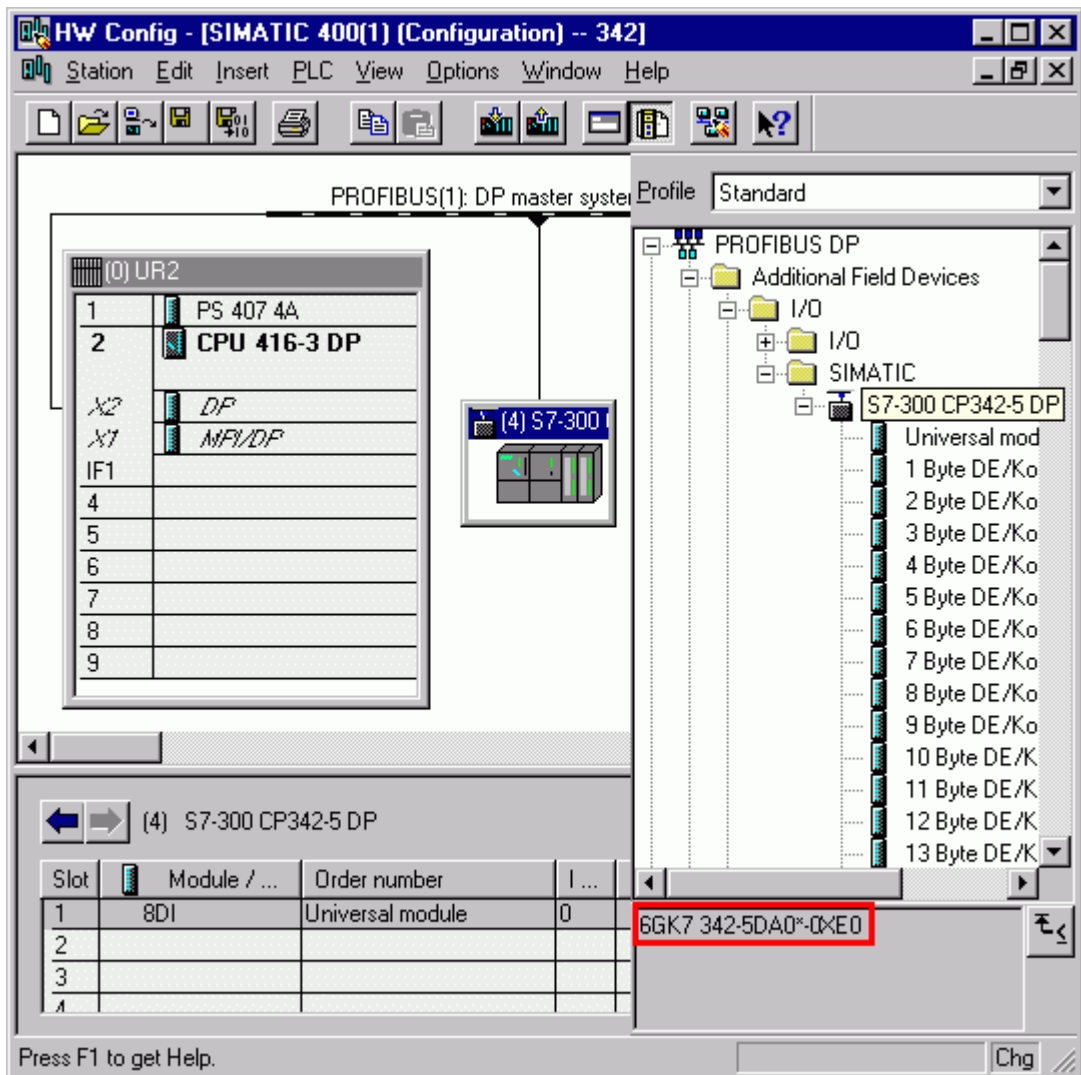 HW Config - [SIMATIC 400(1) (Configuration) -- 342]
Station Edit Insert PLC View Options Window Help
PROFIBUS(1): DP master syste
(0) UR2
1 PS 407 4A
2 CPU 416-3 DP
X2 DP
X1 MPI/DP
IF1
4
5
6
7
8
9
(4) S7-300
Profile Standard
PROFIBUS DP
Additional Field Devices
I/O
I/O
SIMATIC
S7-300 CP342-5 DP
Universal mod
1 Byte DE/Ko
2 Byte DE/Ko
3 Byte DE/Ko
4 Byte DE/Ko
5 Byte DE/Ko
6 Byte DE/Ko
7 Byte DE/Ko
8 Byte DE/Ko
9 Byte DE/Ko
10 Byte DE/K
11 Byte DE/K
12 Byte DE/K
13 Byte DE/K
(4) S7-300 CP342-5 DP
Slot Module / ... Order number I ...
1 8DI Universal module 0
2
3
4
6GK7 342-5DA0*-0XE0
Press F1 to get Help.
Chg